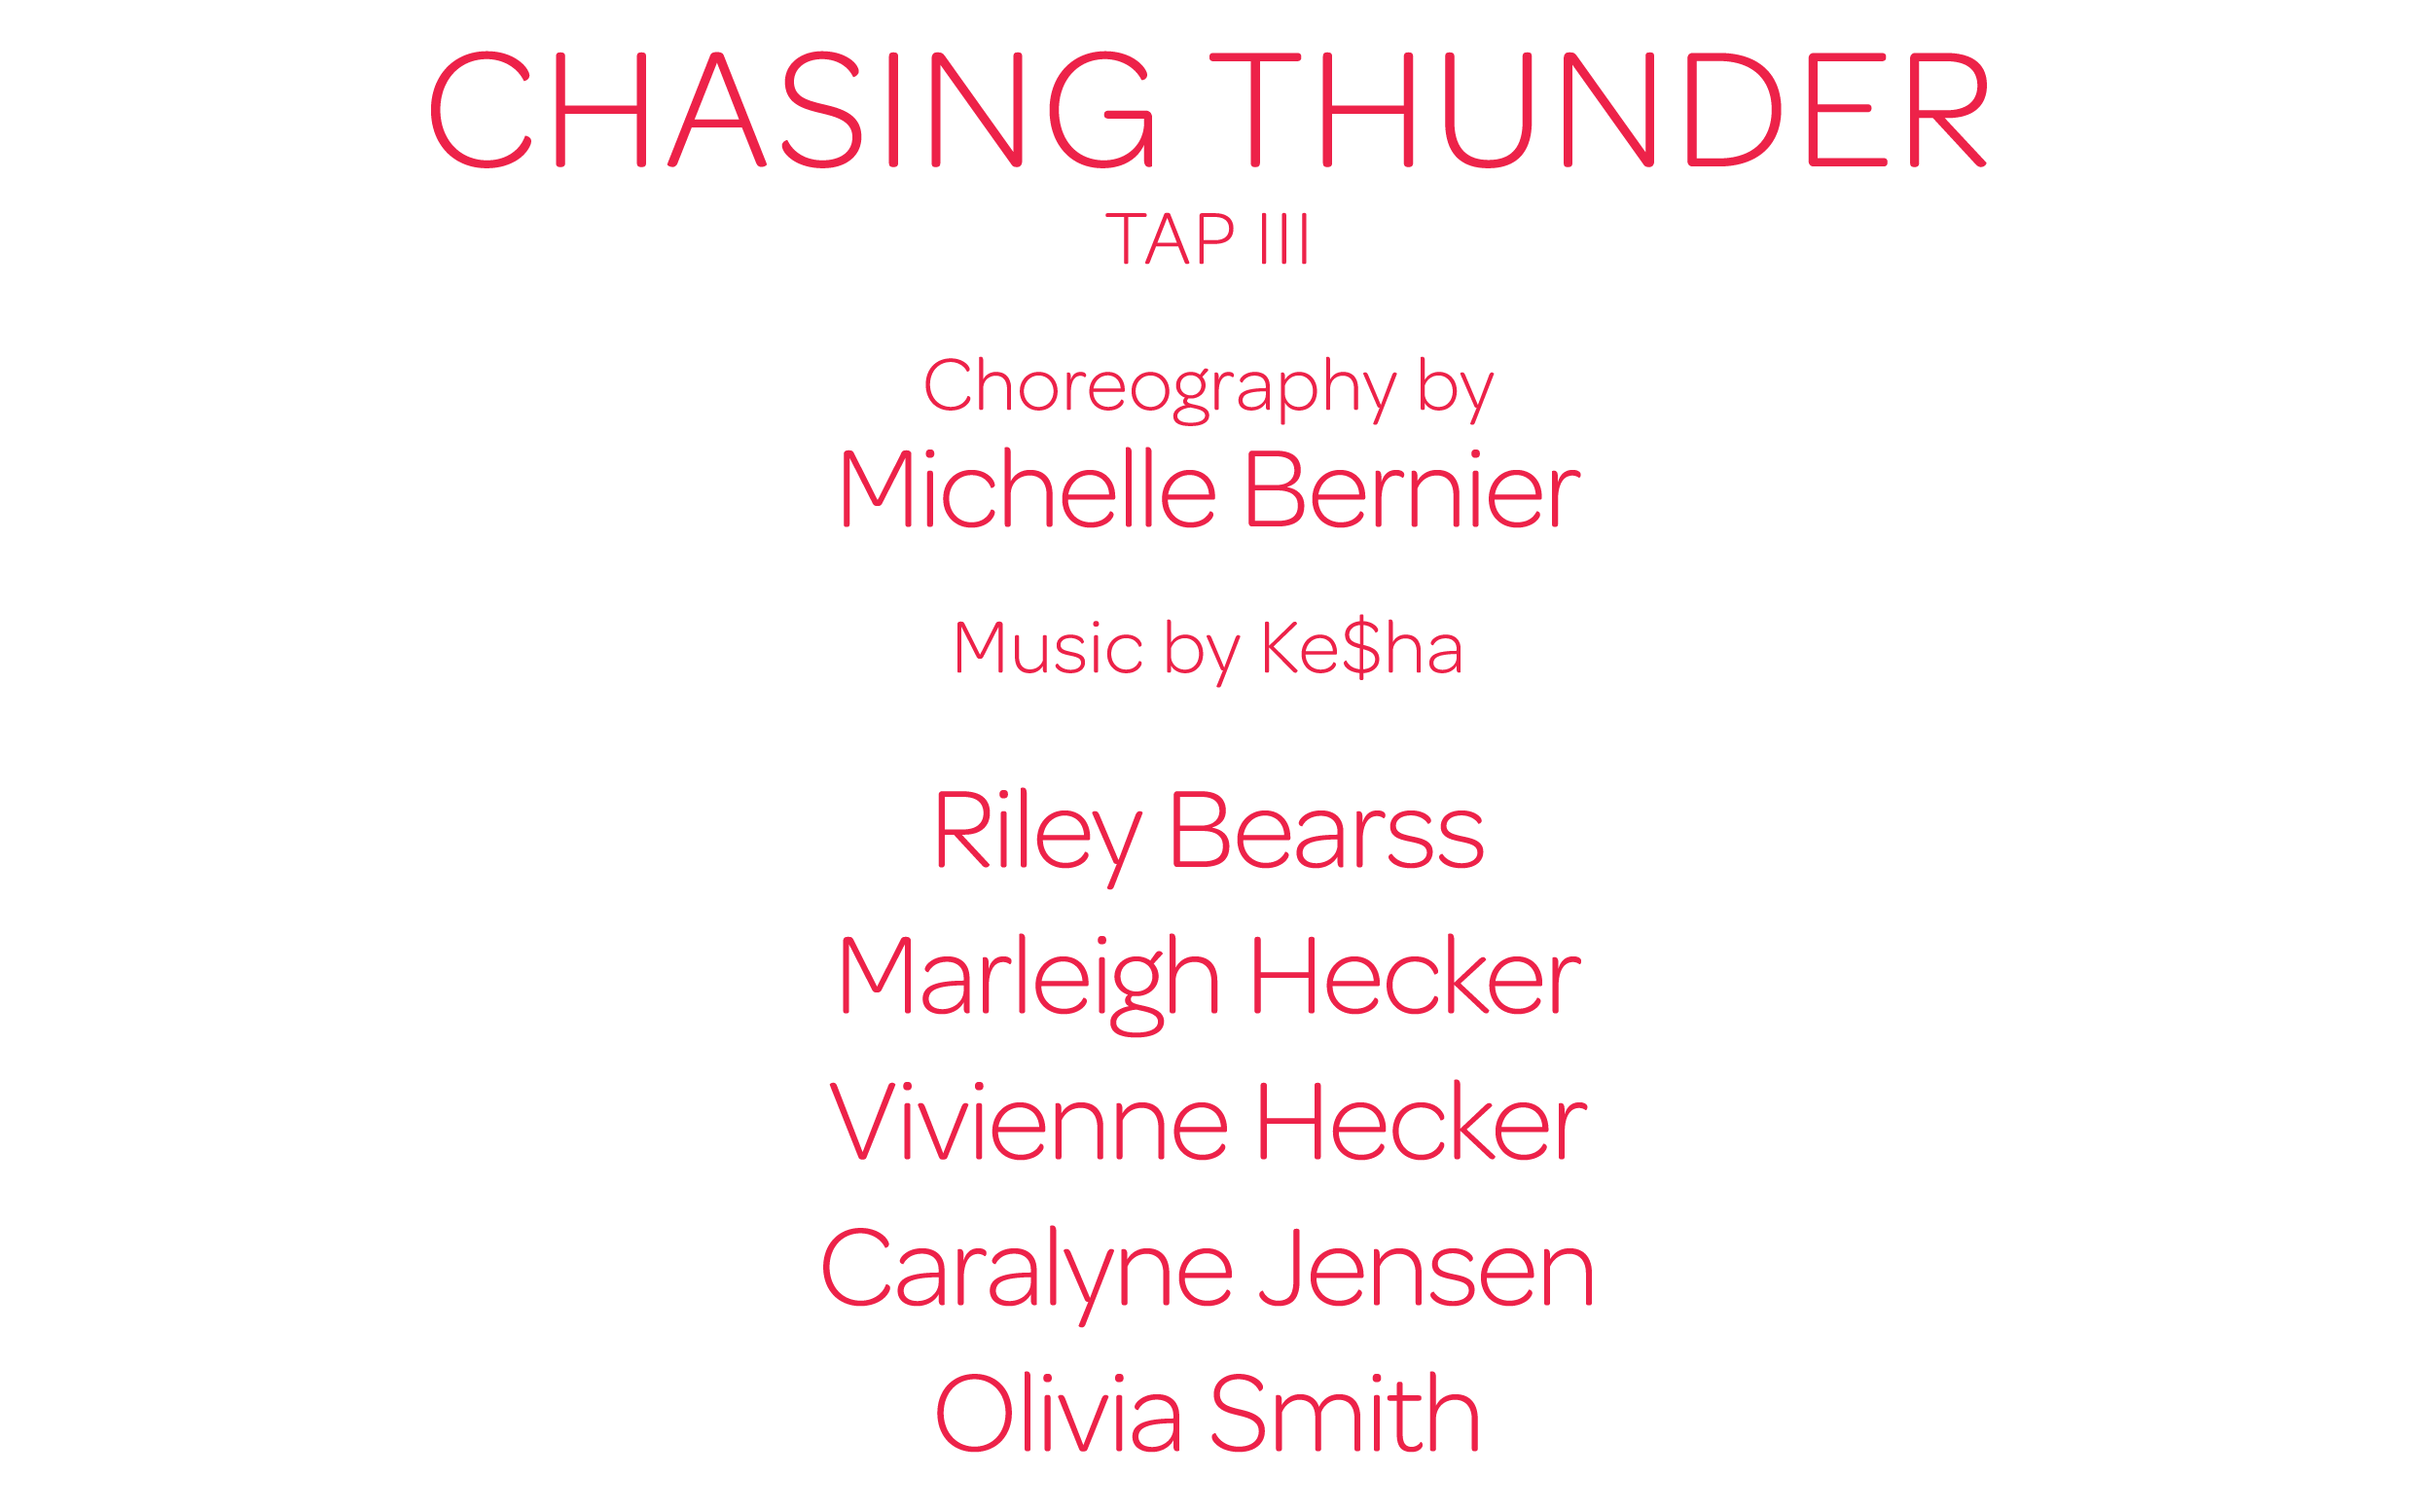 CHASING THUNDER
TAP III
Choreography by
Michelle Bernier
Music by Ke$ha
Riley Bearss
Marleigh Hecker
Vivienne Hecker
Caralyne Jensen
Olivia Smith